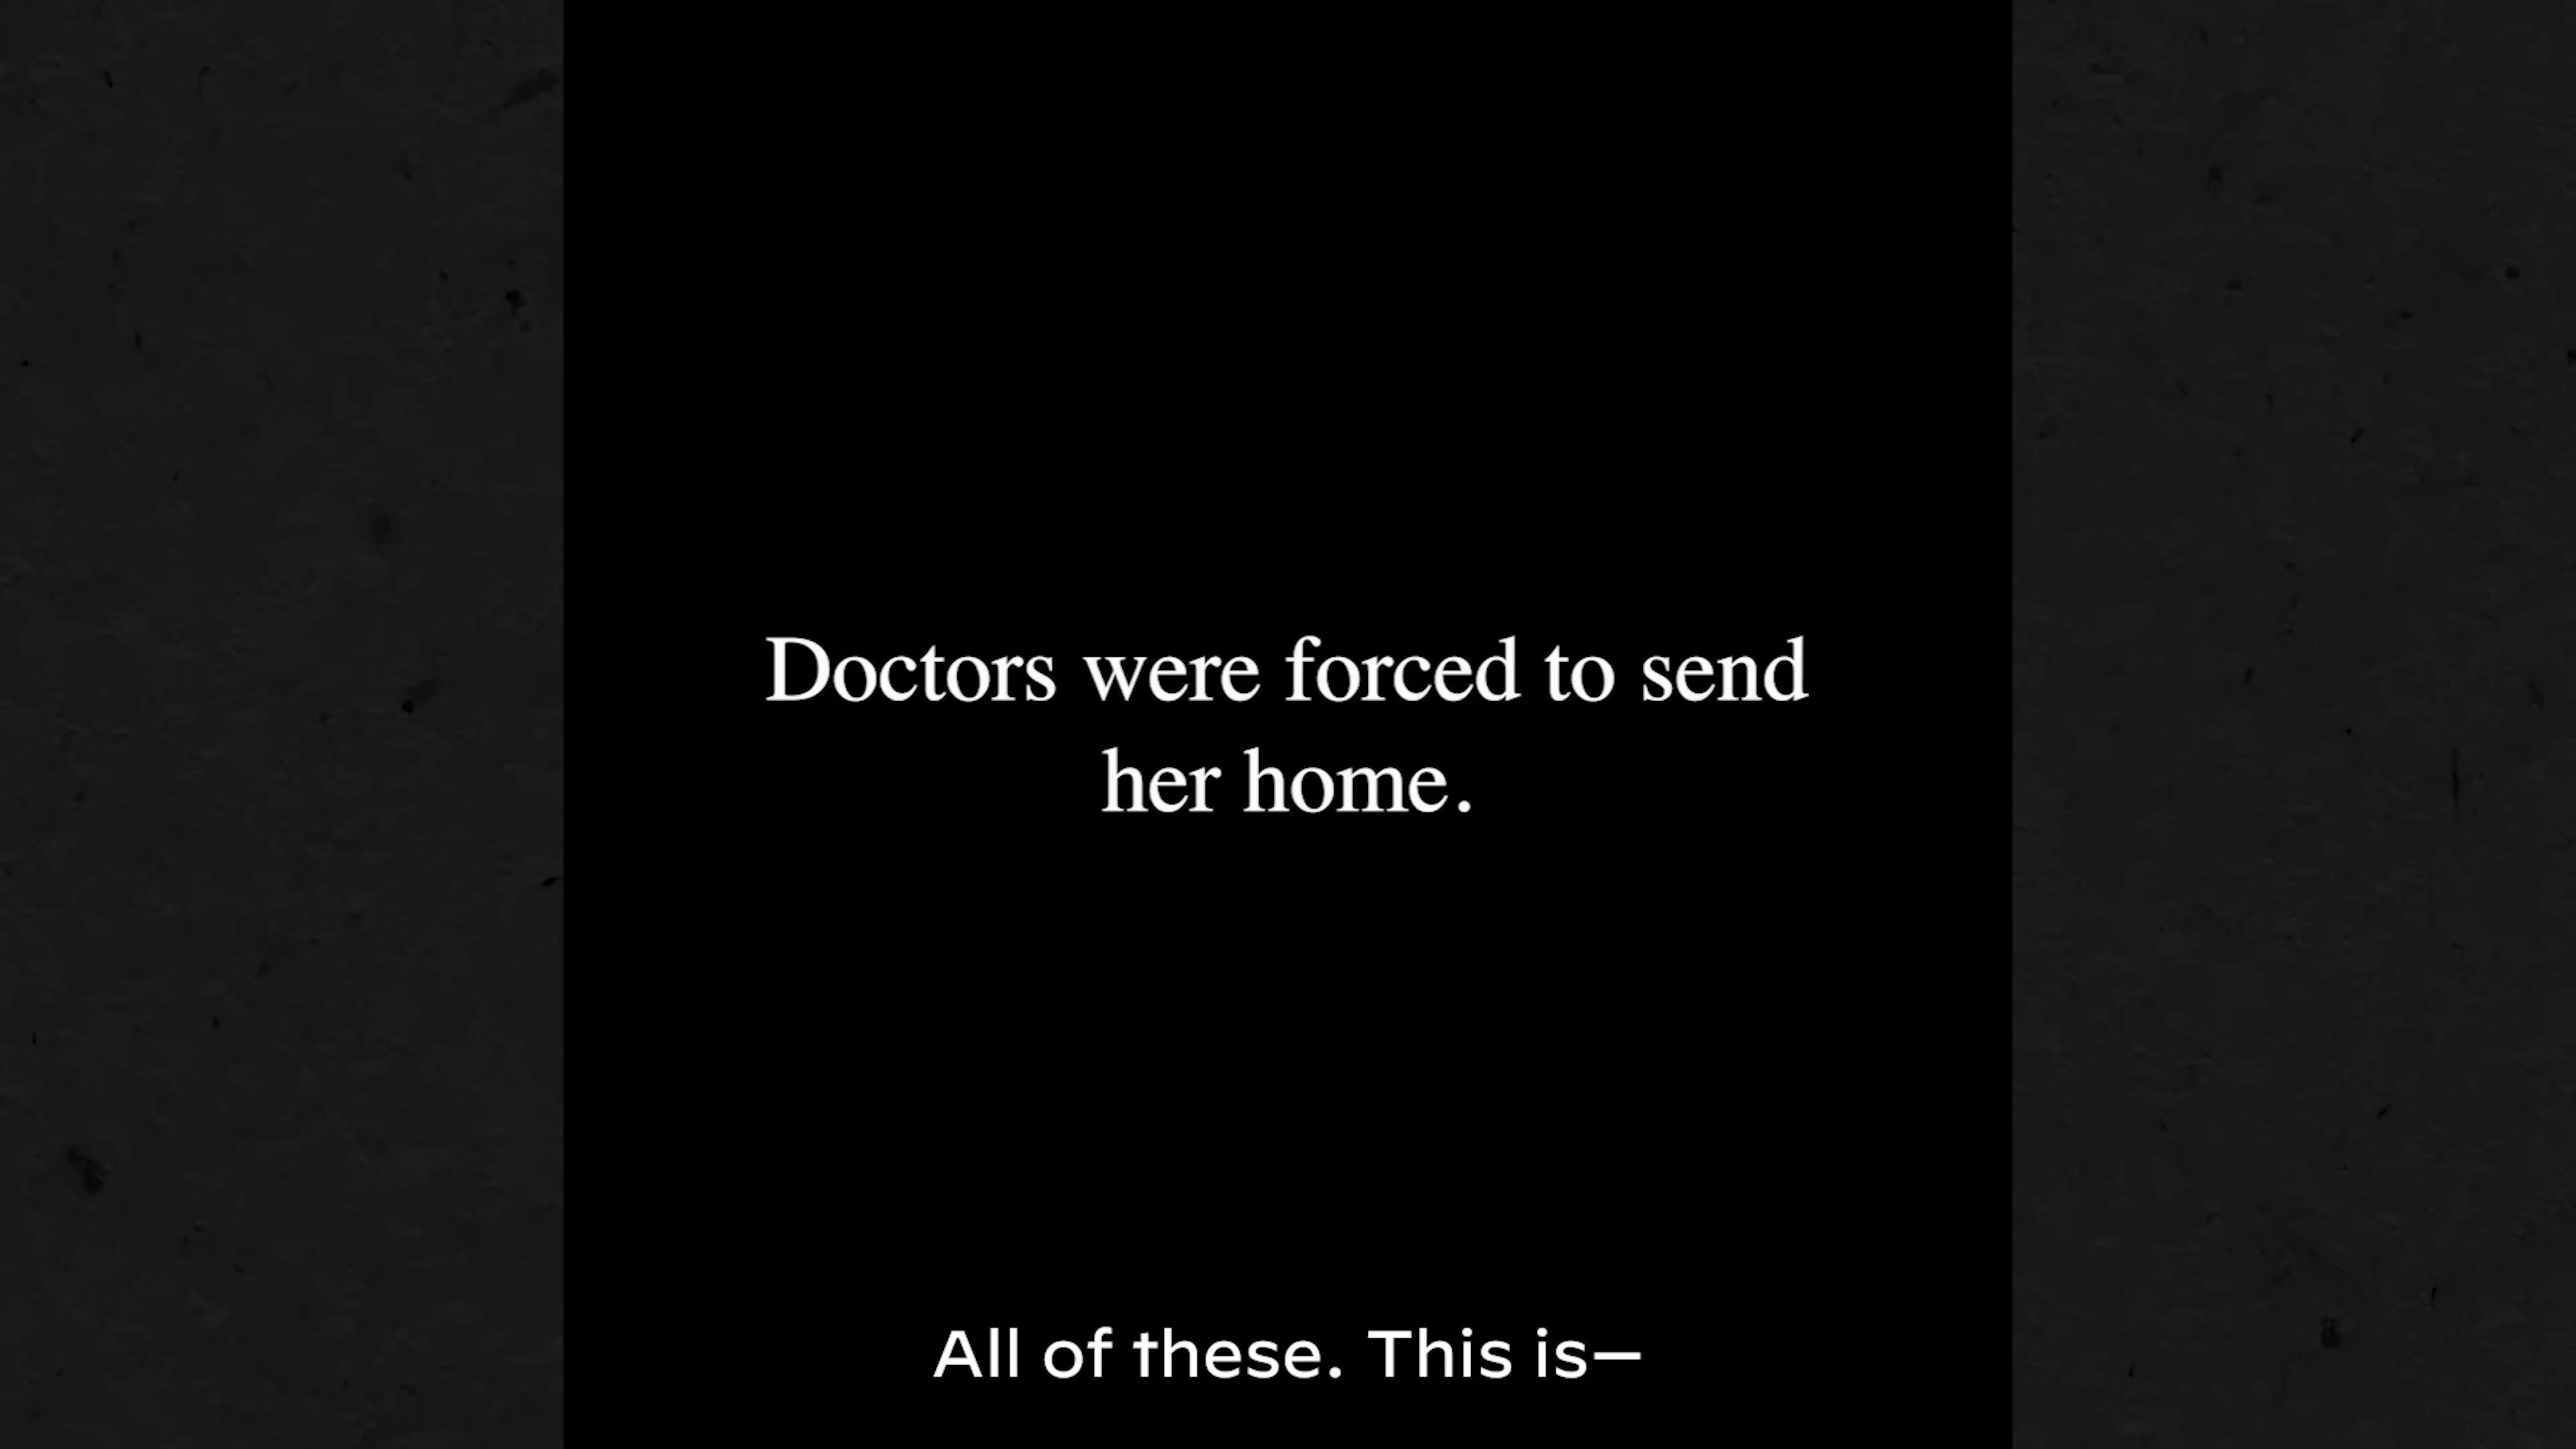 Doctors were forced to send
her home.
All of these. This is—